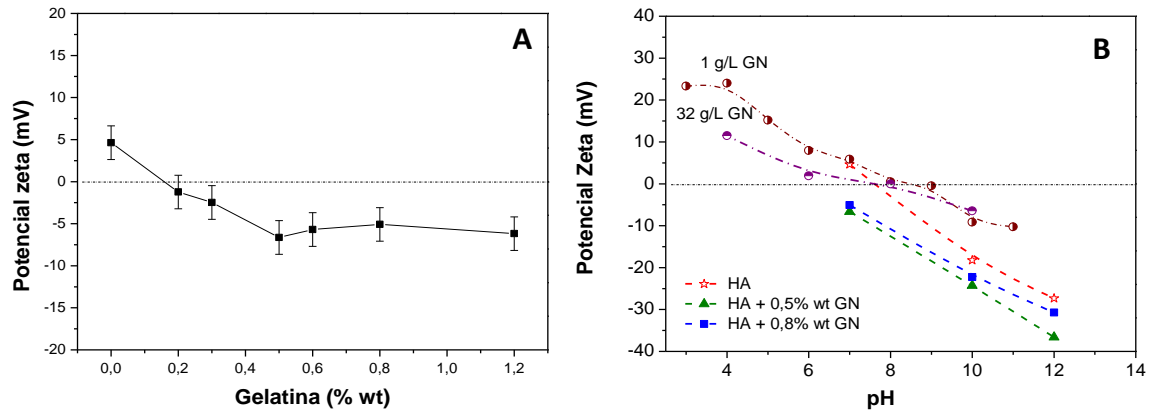 A
20
15
10
5
0
-5
-10
-15
-20
Potencial zeta (mV)
0,0
0,2
0,4
0,6
0,8
1,0
1,2
Gelatina (% wt)
B
40
30
20
10
0
-10
-20
-30
-40
Potencial Zeta (mV)
1 g/L GN
32 g/L GN
HA
HA + 0,5% wt GN
HA + 0,8% wt GN
4
6
8
10
12
14
pH